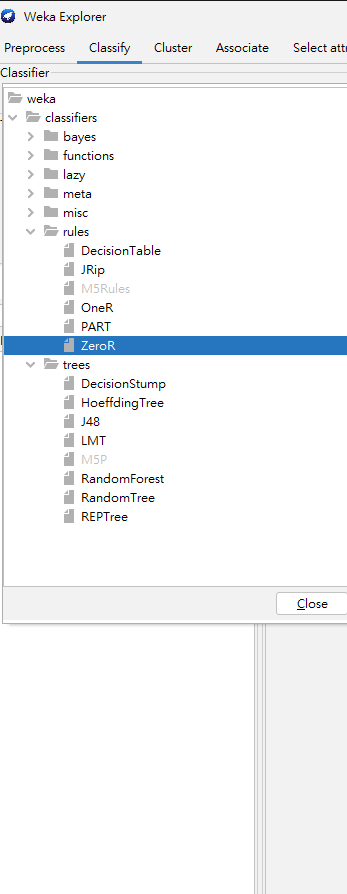 Weka Explorer
Preprocess Classify Cluster Associate Select attr
Classifier
weka
classifiers
bayes
functions
lazy
meta
misc
rules
DecisionTable
JRip
M5Rules
OneR
PART
ZeroR
trees
DecisionStump
HoeffdingTree
J48
LMT
M5P
RandomForest
RandomTree
REPTree
Close